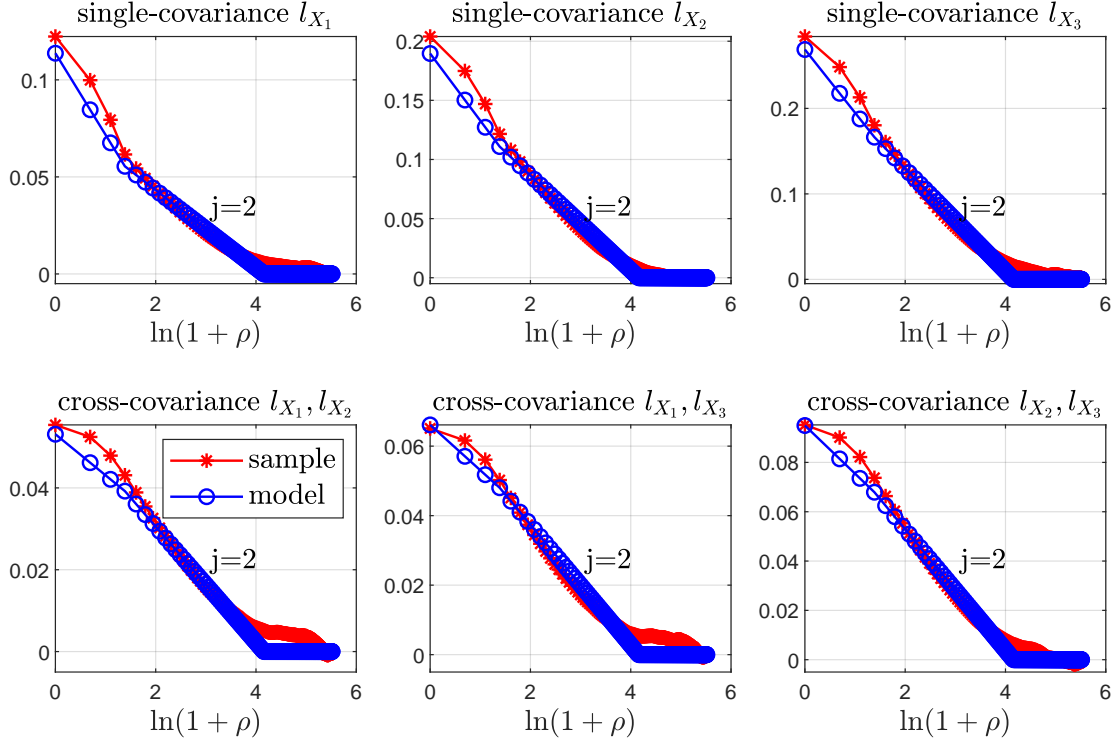 single-covariance l_{X_1}
0.1
0.05
0
j=2
0 2 4 6
ln(1 + ρ)
single-covariance l_{X_2}
0.2
0.15
0.1
0.05
0
j=2
0 2 4 6
ln(1 + ρ)
single-covariance l_{X_3}
0.2
0.1
0
j=2
0 2 4 6
ln(1 + ρ)
cross-covariance l_{X_1}, l_{X_2}
sample
model
0.04
0.02
0
j=2
0 2 4 6
ln(1 + ρ)
cross-covariance l_{X_1}, l_{X_3}
0.06
0.04
0.02
0
j=2
0 2 4 6
ln(1 + ρ)
cross-covariance l_{X_2}, l_{X_3}
0.08
0.06
0.04
0.02
0
j=2
0 2 4 6
ln(1 + ρ)